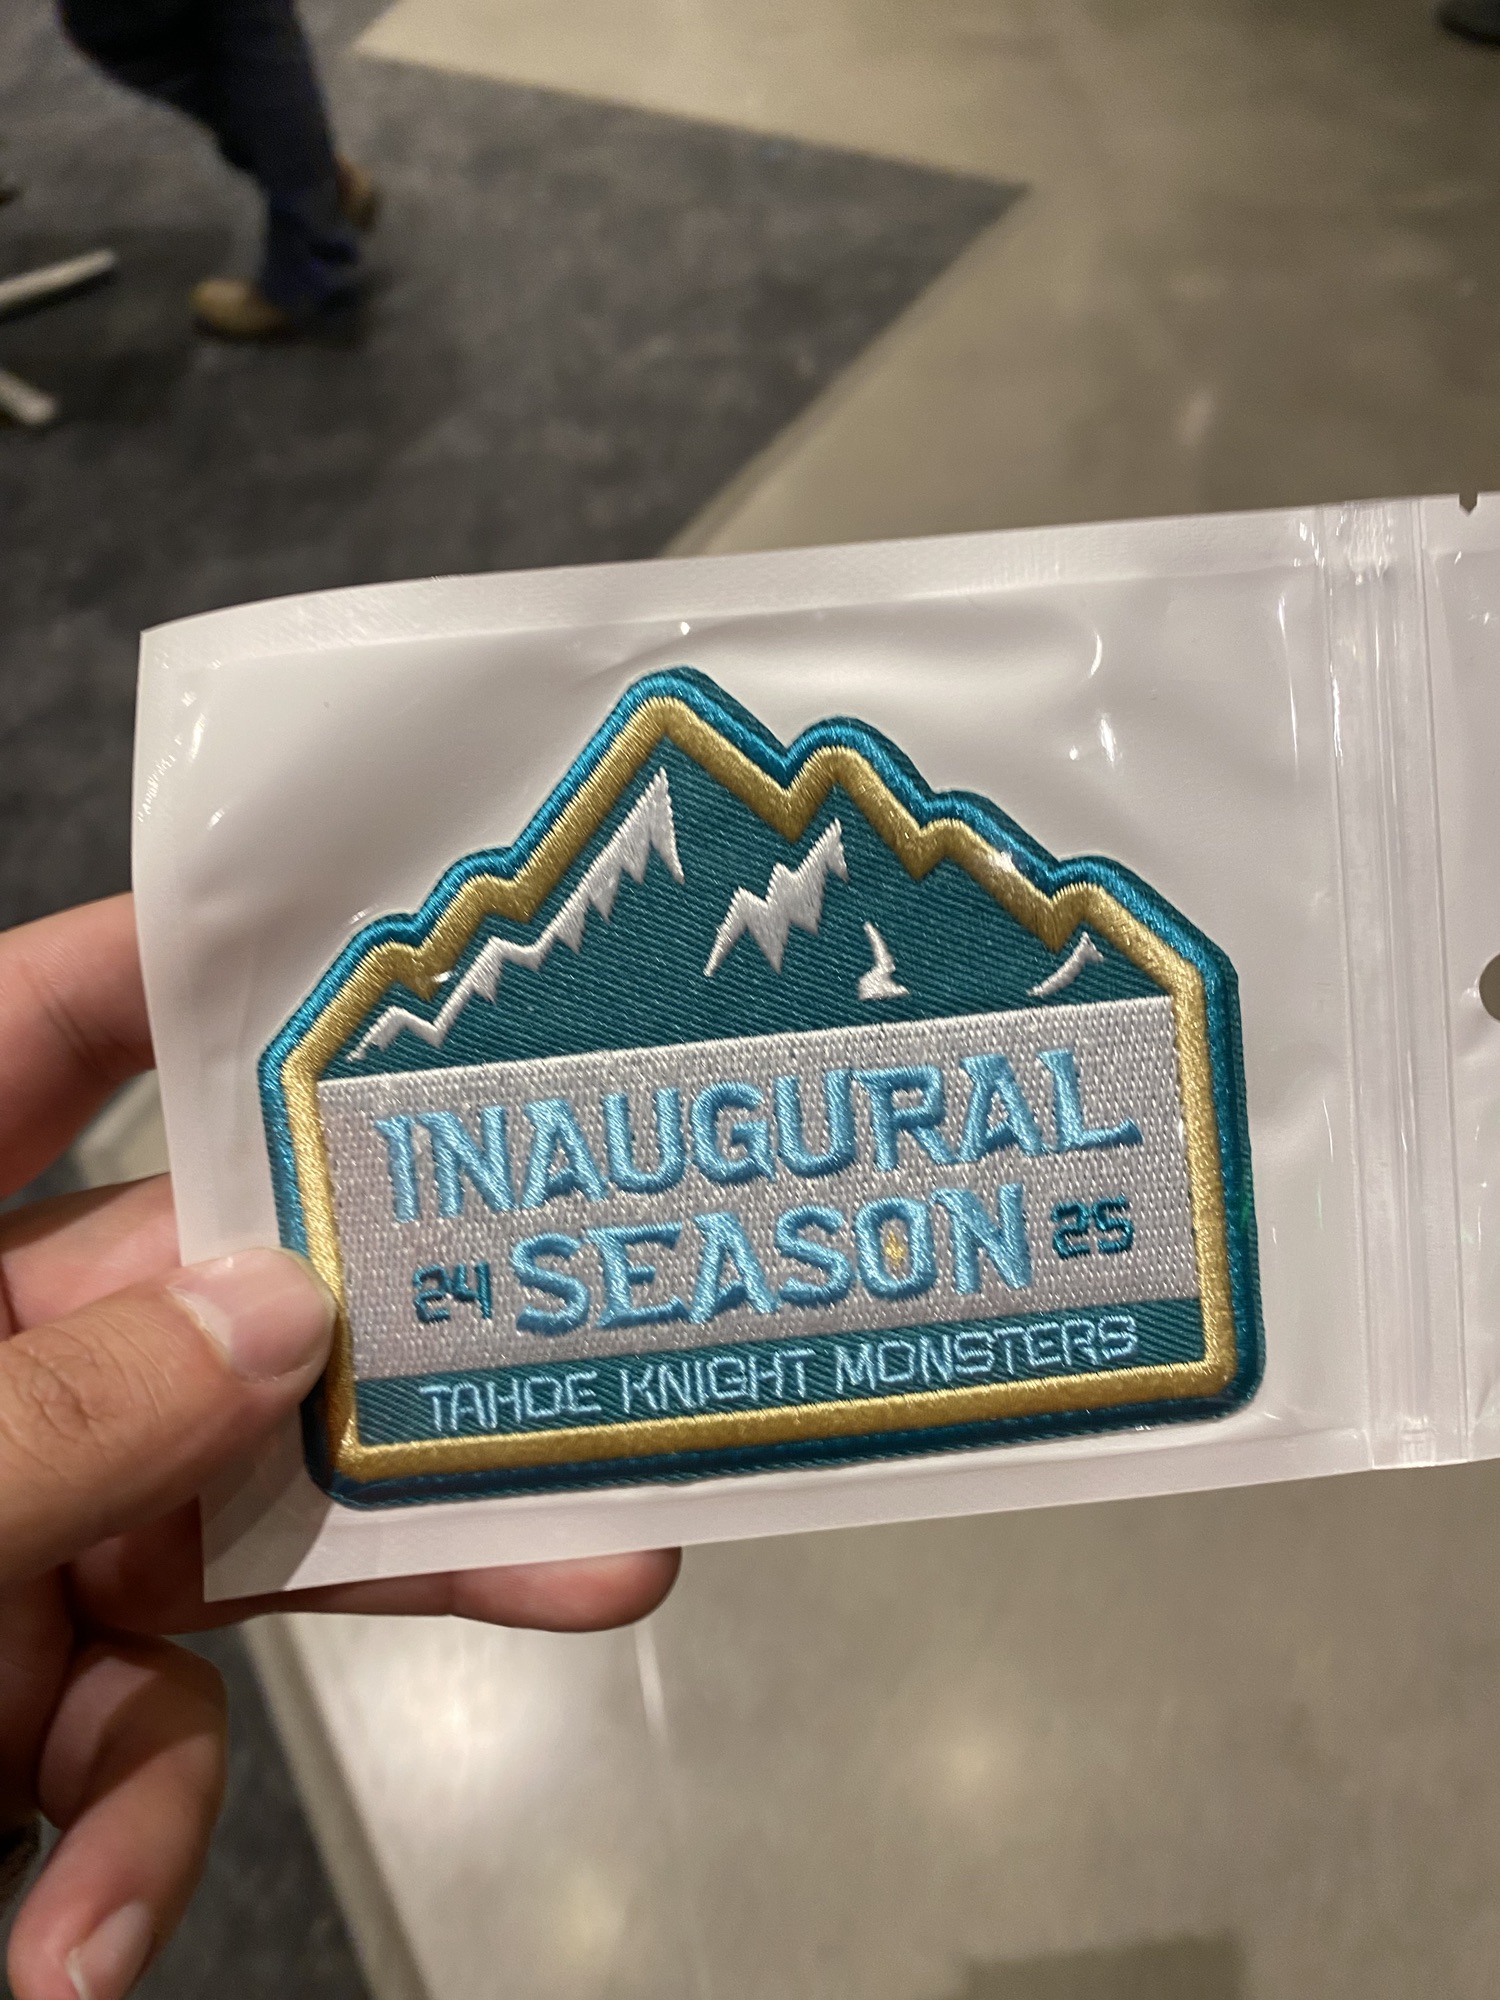 INAUGURAL
24 SEASON 25
TAHOE KNIGHT MONSTERS